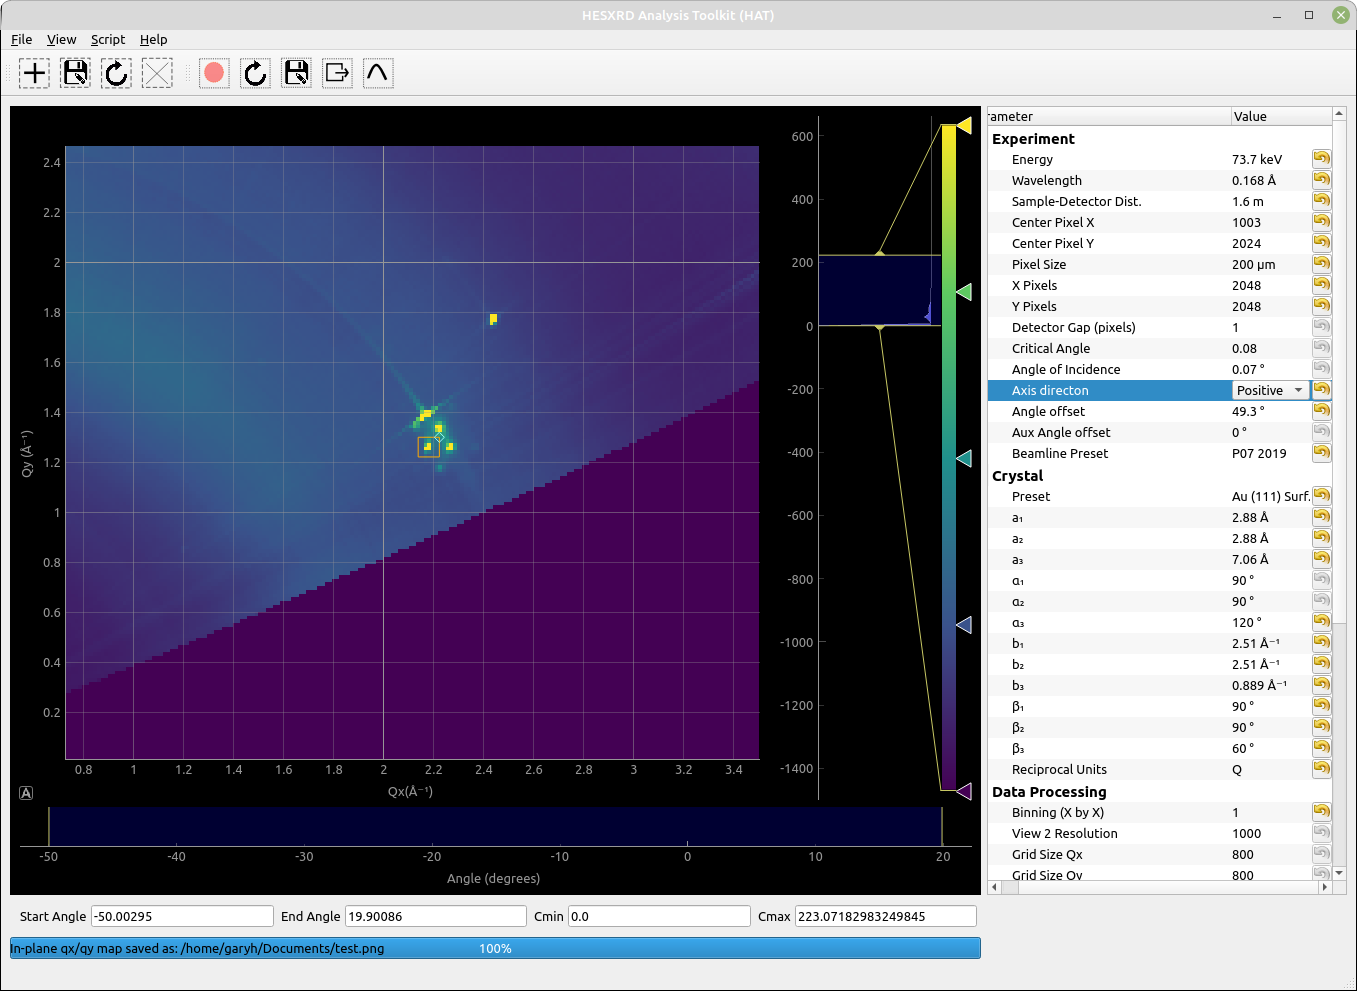 HESXRD Analysis Toolkit (HAT)
File View Script Help
2.4
2.2
2
1.8
1.6
1.4
1.2
1
0.8
0.6
0.4
0.2
Qy (Å⁻¹)
0.8 1 1.2 1.4 1.6 1.8 2 2.2 2.4 2.6 2.8 3 3.2 3.4
Qx(Å⁻¹)
A
600
400
200
0
-200
-400
-600
-800
-1000
-1200
-1400
-50 -40 -30 -20 -10 0 10 20
Angle (degrees)
Start Angle -50.00295 End Angle 19.90086 Cmin 0.0 Cmax 223.07182983249845
In-plane qx/qy map saved as: /home/garyh/Documents/test.png 100%
rameter Value
Experiment
Energy 73.7 keV
Wavelength 0.168 Å
Sample-Detector Dist. 1.6 m
Center Pixel X 1003
Center Pixel Y 2024
Pixel Size 200 µm
X Pixels 2048
Y Pixels 2048
Detector Gap (pixels) 1
Critical Angle 0.08
Angle of Incidence 0.07 °
Axis directon Positive
Angle offset 49.3 °
Aux Angle offset 0 °
Beamline Preset P07 2019
Crystal
Preset Au (111) Surf.
a₁ 2.88 Å
a₂ 2.88 Å
a₃ 7.06 Å
α₁ 90 °
α₂ 90 °
α₃ 120 °
b₁ 2.51 Å⁻¹
b₂ 2.51 Å⁻¹
b₃ 0.889 Å⁻¹
β₁ 90 °
β₂ 90 °
β₃ 60 °
Reciprocal Units Q
Data Processing
Binning (X by X) 1
View 2 Resolution 1000
Grid Size Qx 800
Grid Size Qy 800